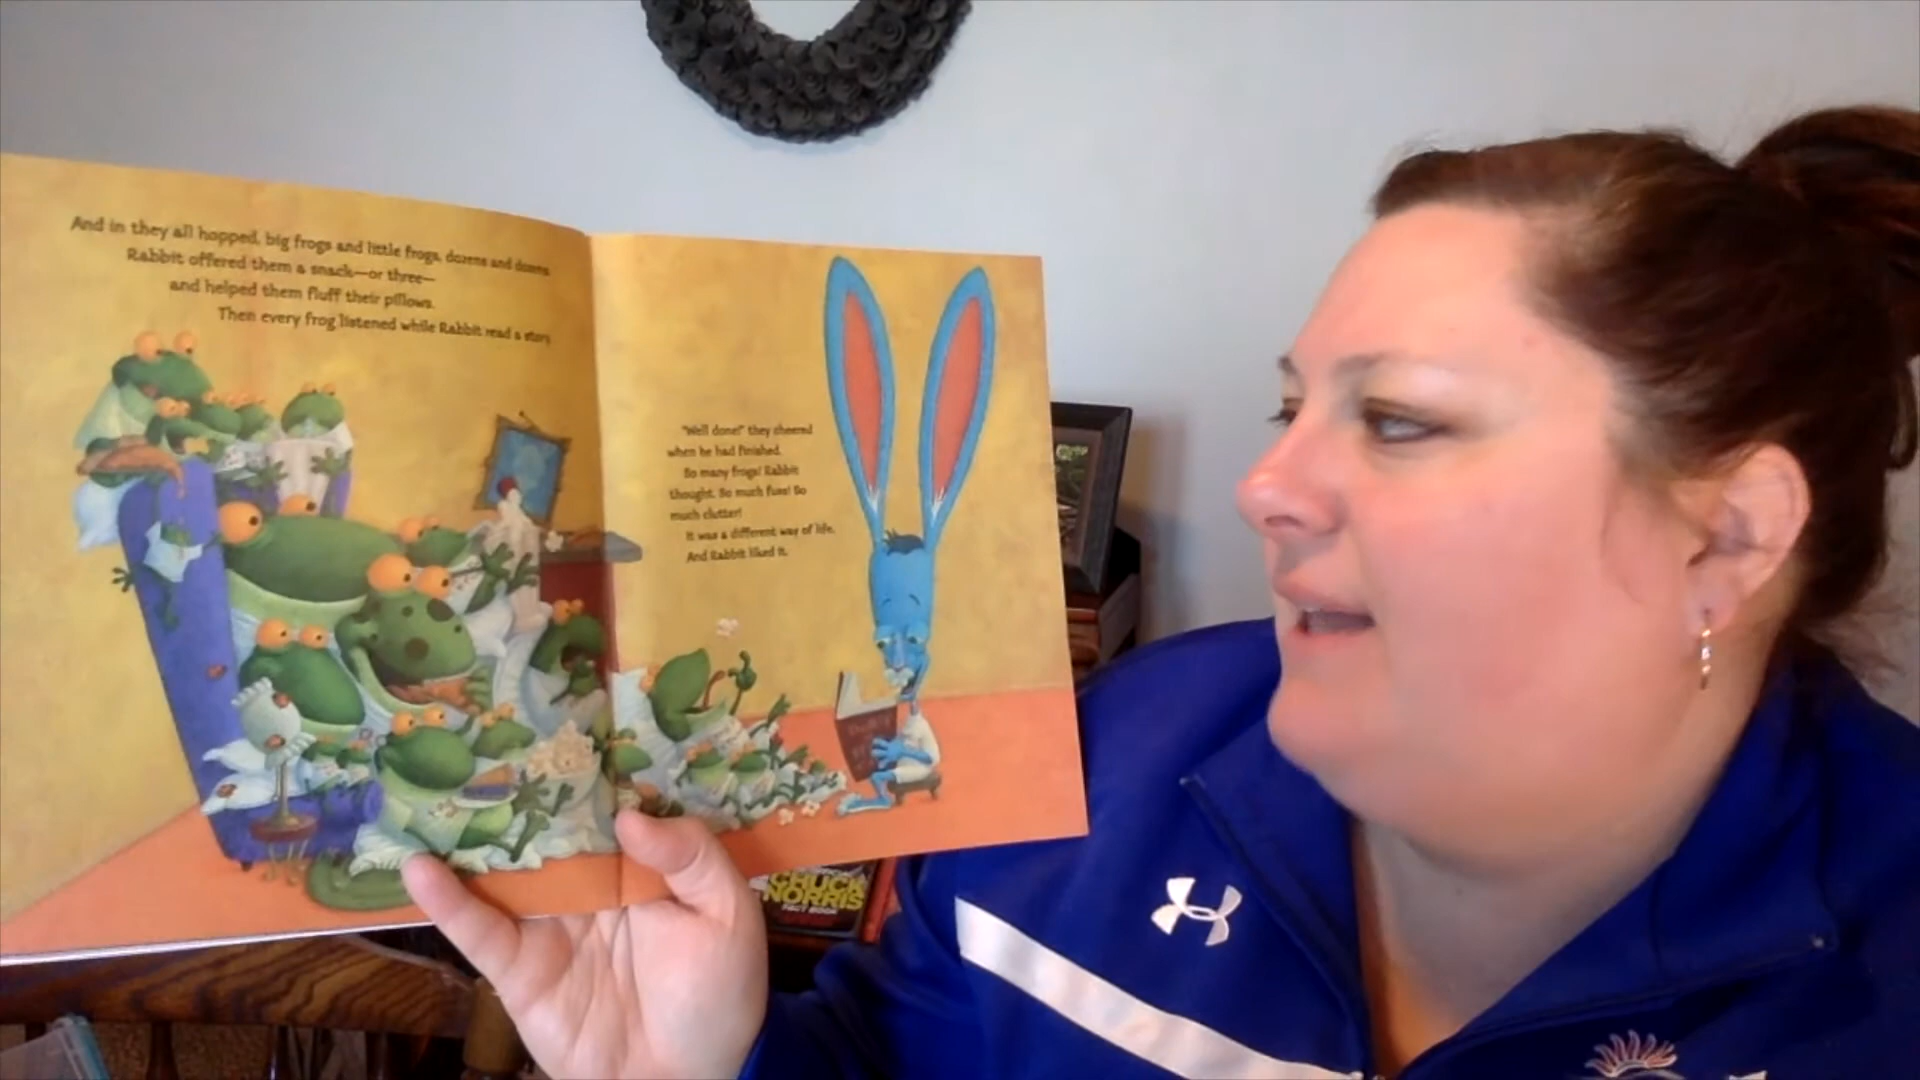 And in they all hopped, big frogs and little frogs, dozens and dozens
Rabbit offered them a snack—or three—
and helped them fluff their pillows.
Then every frog listened while Rabbit read a story.
"Well done!" they cheered
when he had finished.
So many frogs! Rabbit
thought. So much fuss! So
much clutter!
It was a different way of life.
And Rabbit liked it.
CHUCK
NORRIS
FACT BOOK